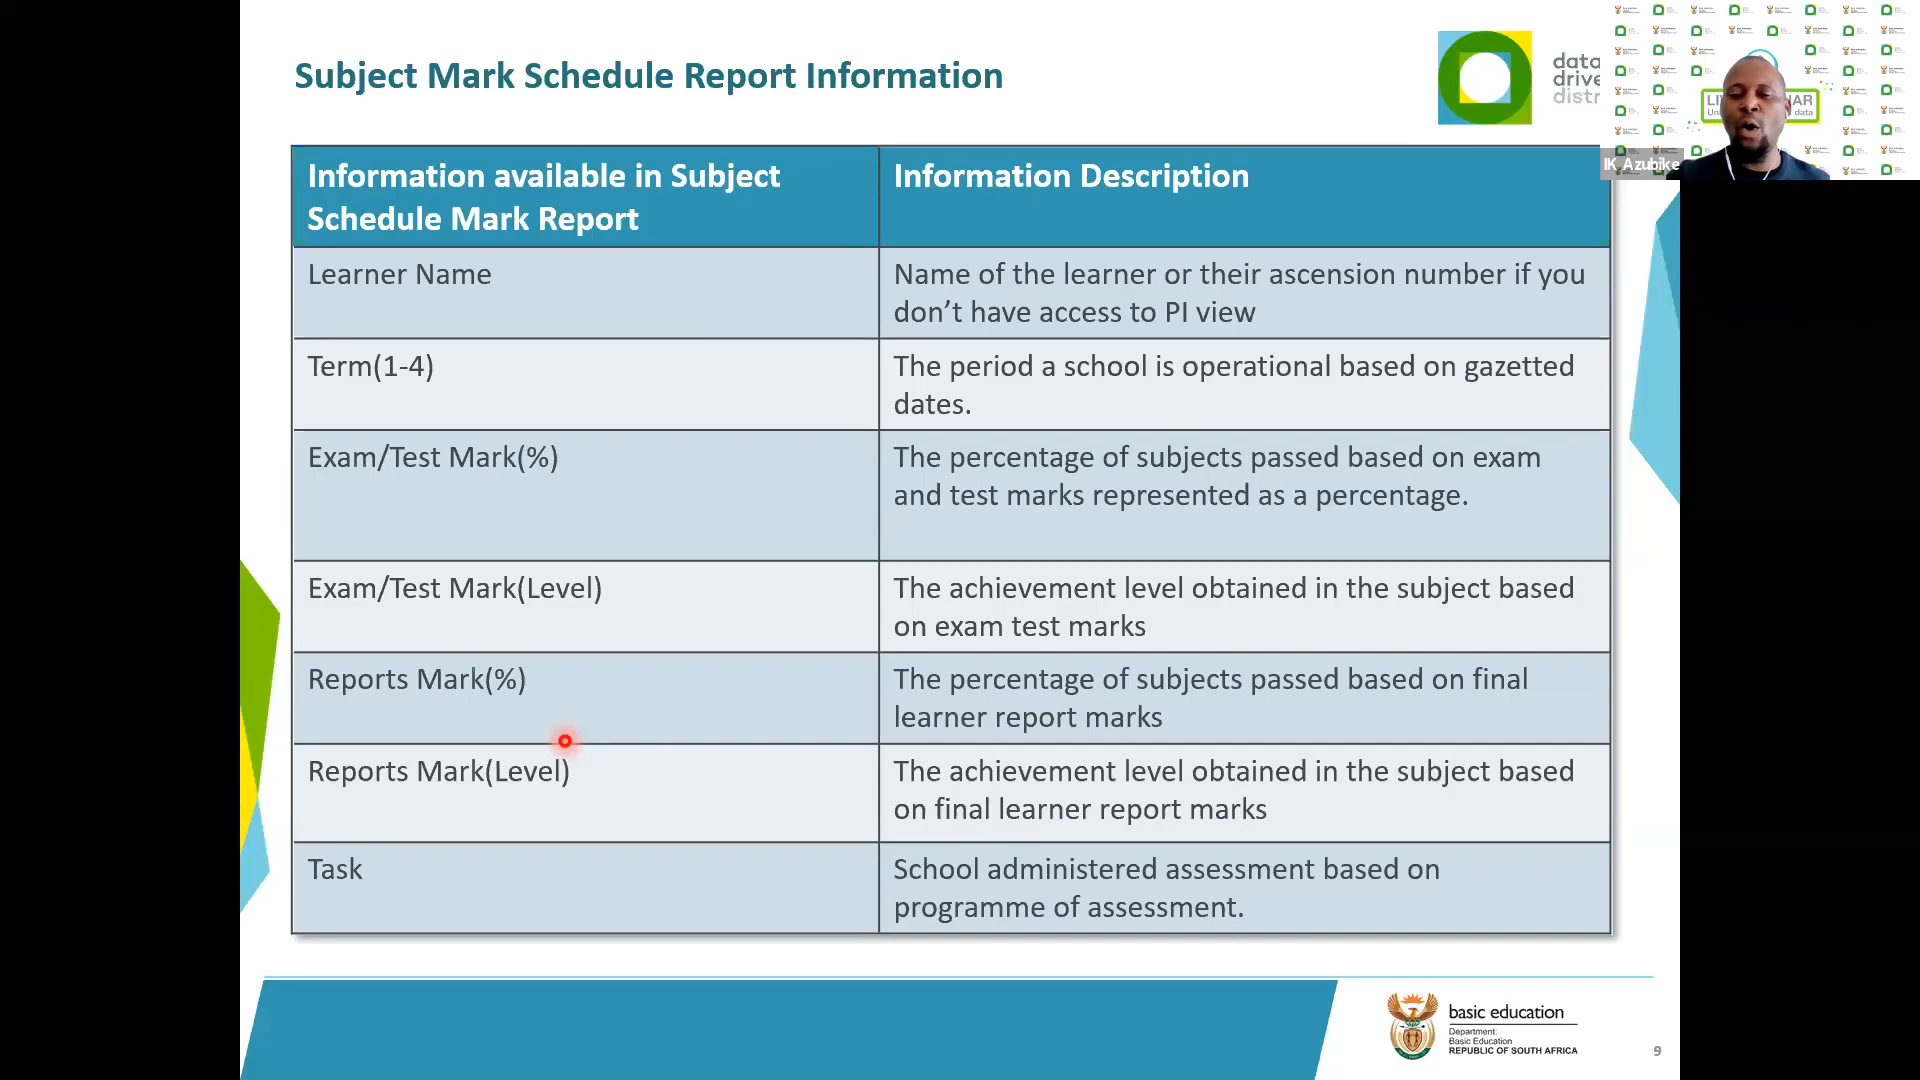 Subject Mark Schedule Report Information
data
drive
distr
IK Azubike
Information available in Subject
Schedule Mark Report
Information Description
Learner Name
Name of the learner or their ascension number if you
don’t have access to PI view
Term(1-4)
The period a school is operational based on gazetted
dates.
Exam/Test Mark(%)
The percentage of subjects passed based on exam
and test marks represented as a percentage.
Exam/Test Mark(Level)
The achievement level obtained in the subject based
on exam test marks
Reports Mark(%)
The percentage of subjects passed based on final
learner report marks
Reports Mark(Level)
The achievement level obtained in the subject based
on final learner report marks
Task
School administered assessment based on
programme of assessment.
basic education
Department:
Basic Education
REPUBLIC OF SOUTH AFRICA
9